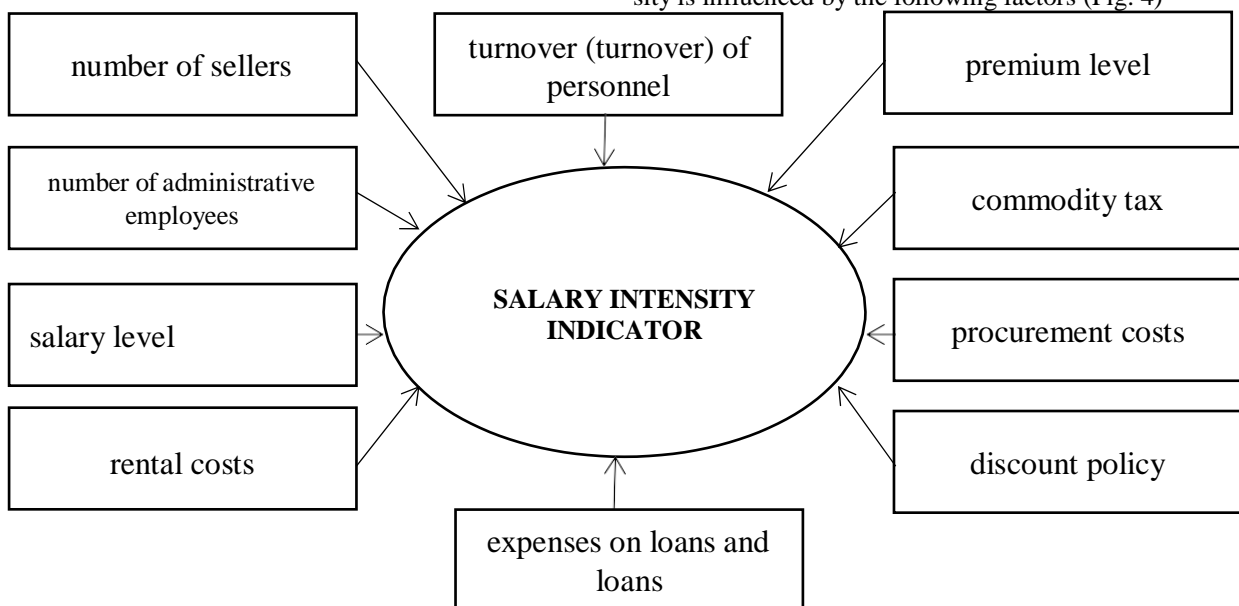 sity is influenced by the following factors (Fig. 4)
number of sellers
turnover (turnover) of
personnel
premium level
number of administrative
employees
commodity tax
SALARY INTENSITY
INDICATOR
salary level
procurement costs
rental costs
discount policy
expenses on loans and
loans